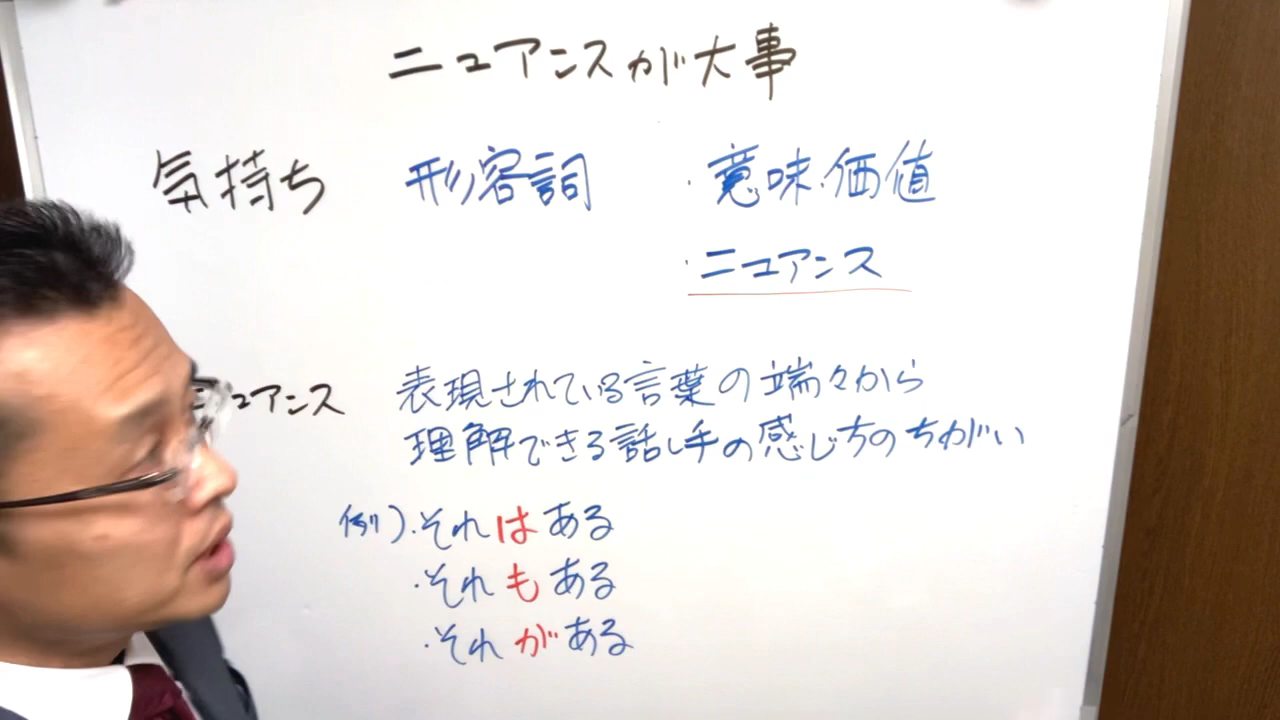 ニュアンスが大事
気持ち 形容詞 ・意味・価値
・ニュアンス
ニュアンス 表現されている言葉の端々から
理解できる話し手の感じ方のちがい
例)・それはある
・それもある
・それがある